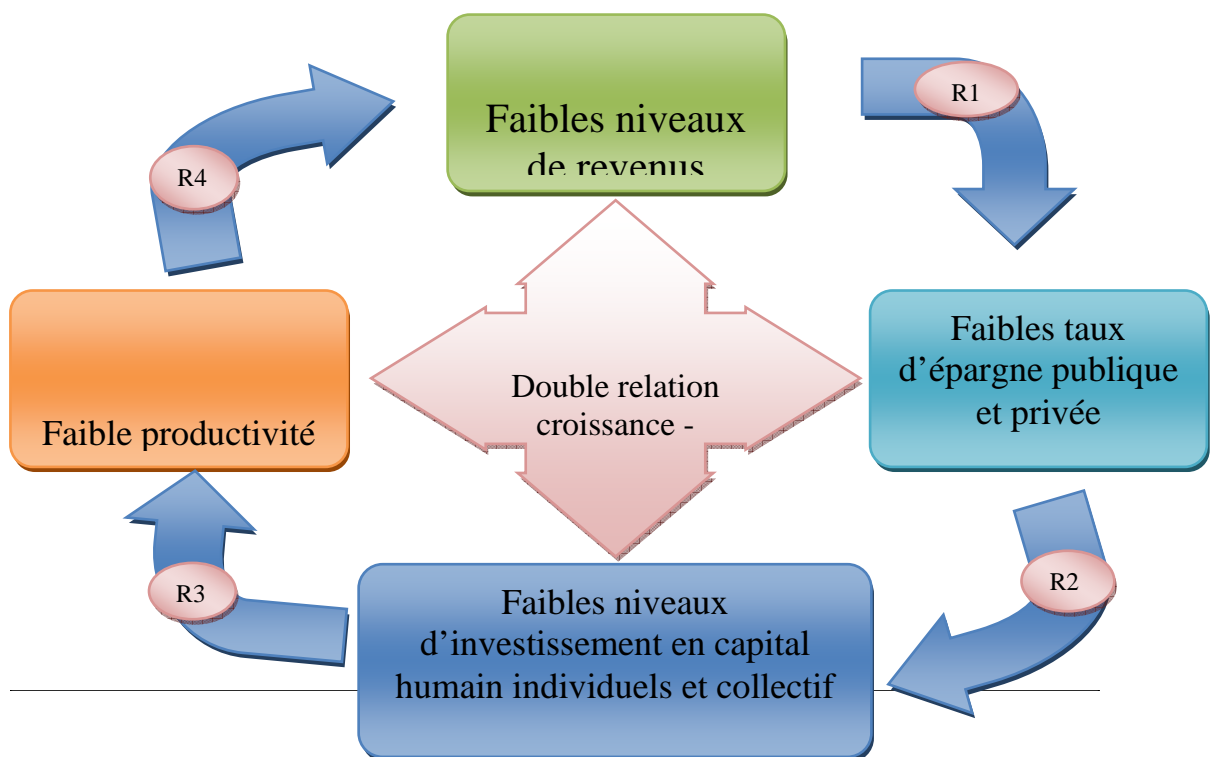 Faibles niveaux
de revenus
R1
R4
Faibles taux
d’épargne publique
et privée
Double relation
croissance -
Faible productivité
R3
R2
Faibles niveaux
d’investissement en capital
humain individuels et collectif